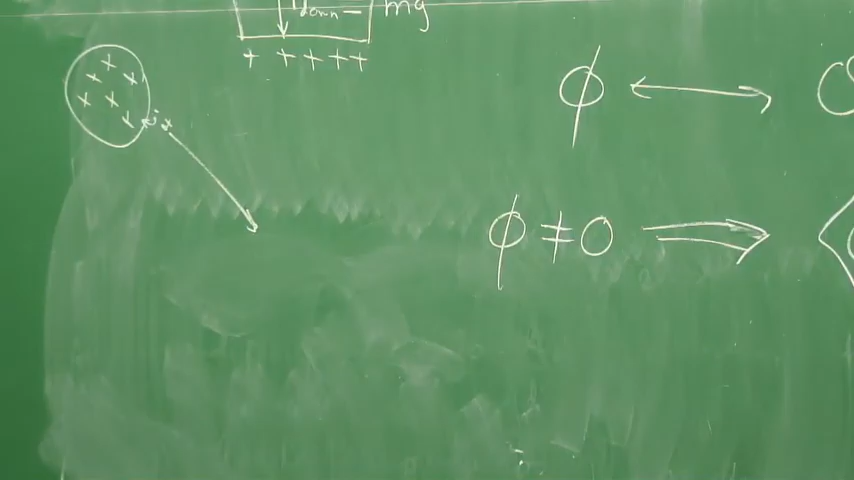 down mg
+ + + + +
+ + + + + +
ϕ ↔
ϕ ≠ 0 ⇒